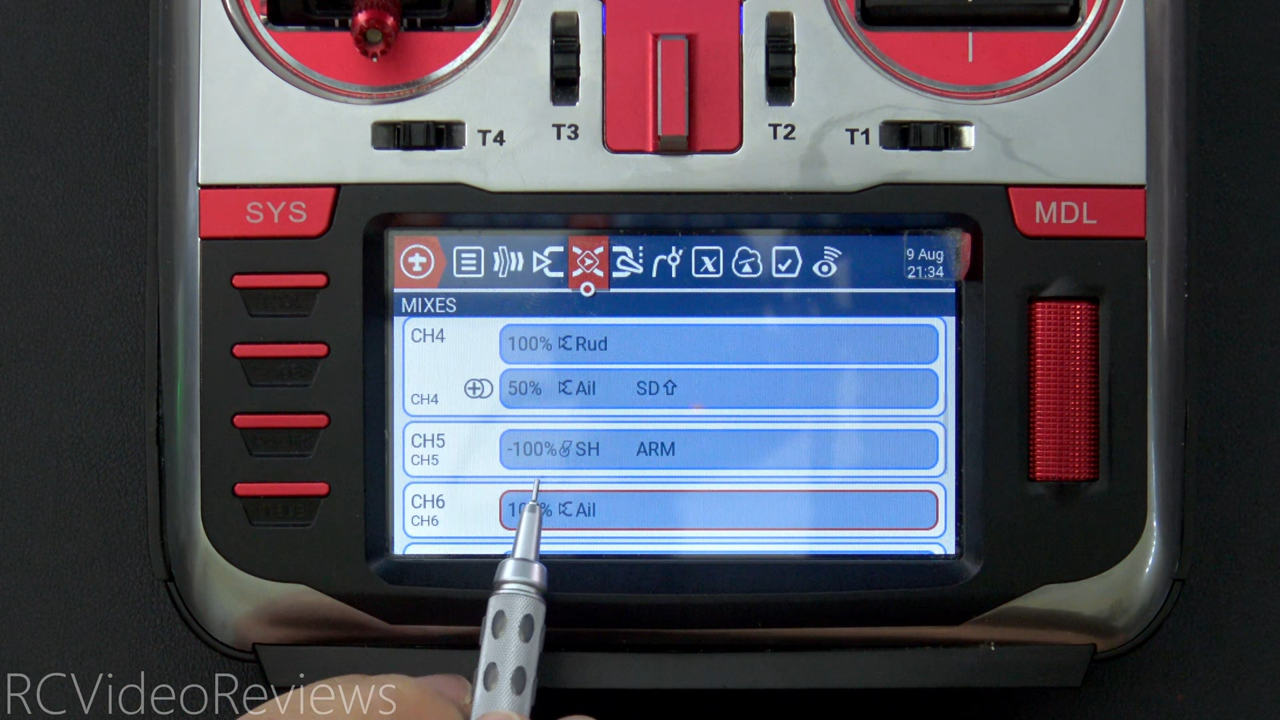 T4 T3 T2 T1
SYS MDL
9 Aug
21:34
MIXES
CH4 100% Rud
CH4 50% Ail SD⇧
CH5 -100% SH ARM
CH5
CH6 Ail
CH6
RCVideoReviews